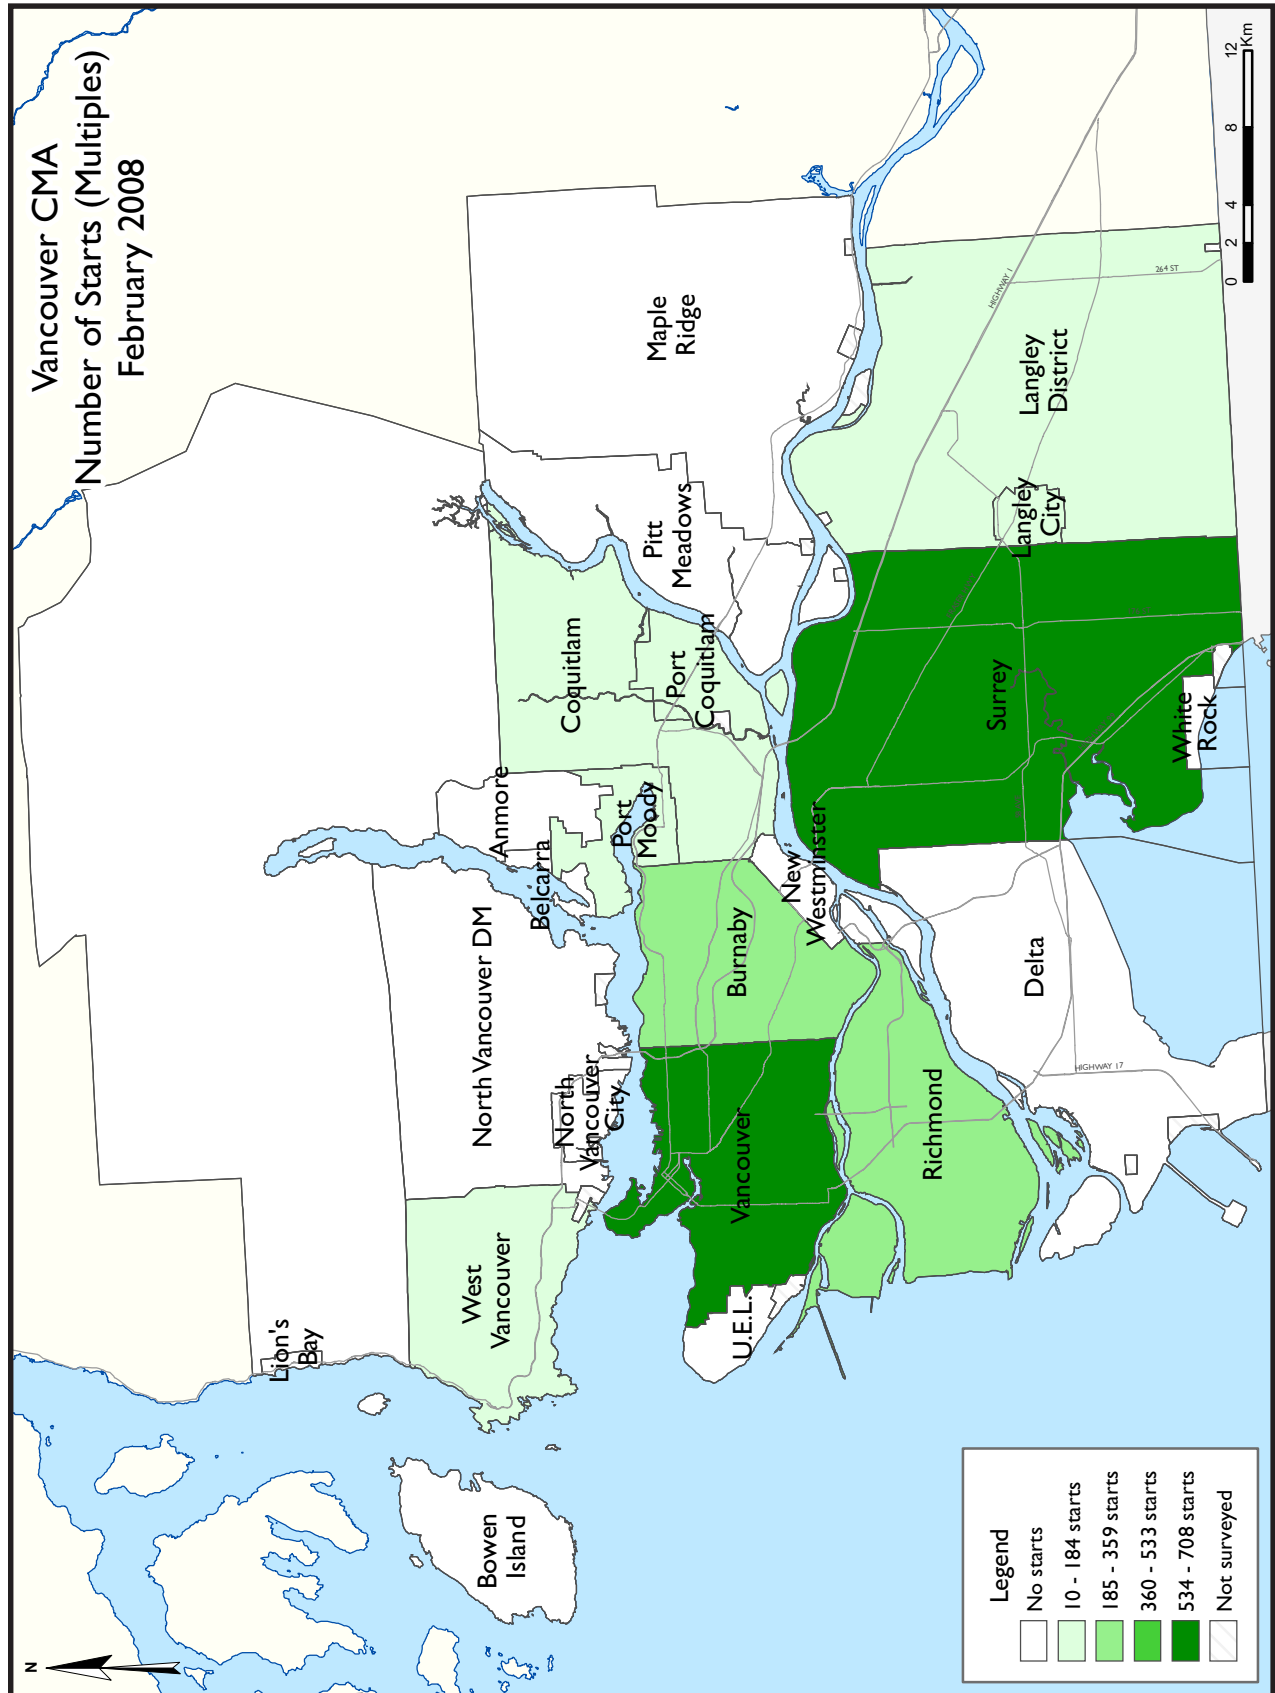 Vancouver CMA
Number of Starts (Multiples)
February 2008
N
Lion's
Bay
Bowen
Island
West
Vancouver
North Vancouver DM
North
Vancouver
City
Belcarra
Anmore
Port
Moody
Coquitlam
Port
Coquitlam
Pitt
Meadows
Maple
Ridge
U.E.L.
Vancouver
Burnaby
New
Westminster
Richmond
Delta
Surrey
White
Rock
Langley
City
Langley
District
HIGHWAY 1
264 ST
HIGHWAY 17
Legend
No starts
10 - 184 starts
185 - 359 starts
360 - 533 starts
534 - 708 starts
Not surveyed
0 2 4 8 12
Km